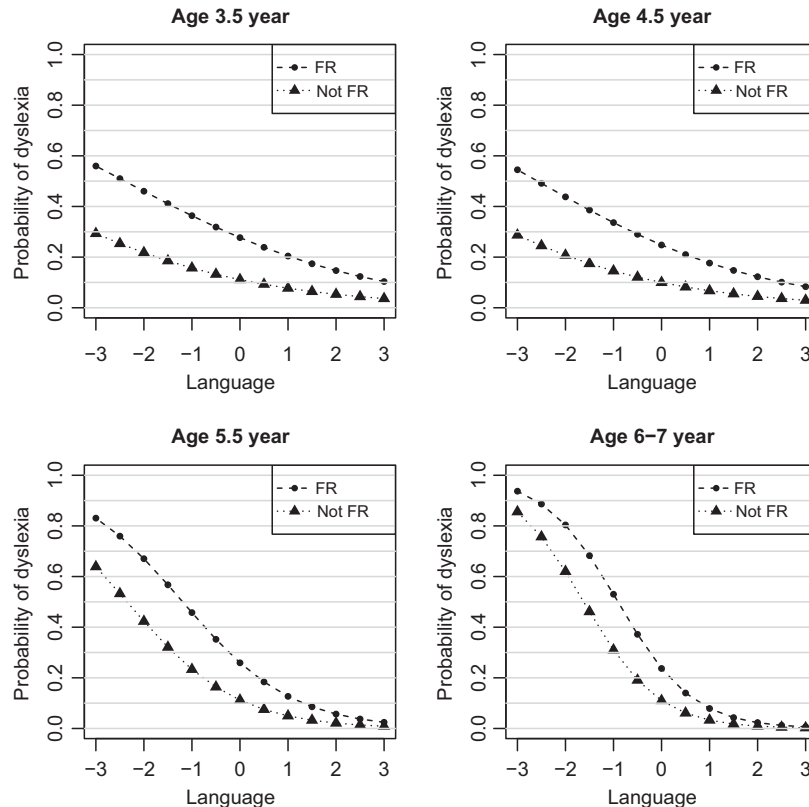 Age 3.5 year
FR
Not FR
Probability of dyslexia
0.0 0.2 0.4 0.6 0.8 1.0
−3 −2 −1 0 1 2 3
Language
Age 4.5 year
FR
Not FR
Probability of dyslexia
0.0 0.2 0.4 0.6 0.8 1.0
−3 −2 −1 0 1 2 3
Language
Age 5.5 year
FR
Not FR
Probability of dyslexia
0.0 0.2 0.4 0.6 0.8 1.0
−3 −2 −1 0 1 2 3
Language
Age 6−7 year
FR
Not FR
Probability of dyslexia
0.0 0.2 0.4 0.6 0.8 1.0
−3 −2 −1 0 1 2 3
Language